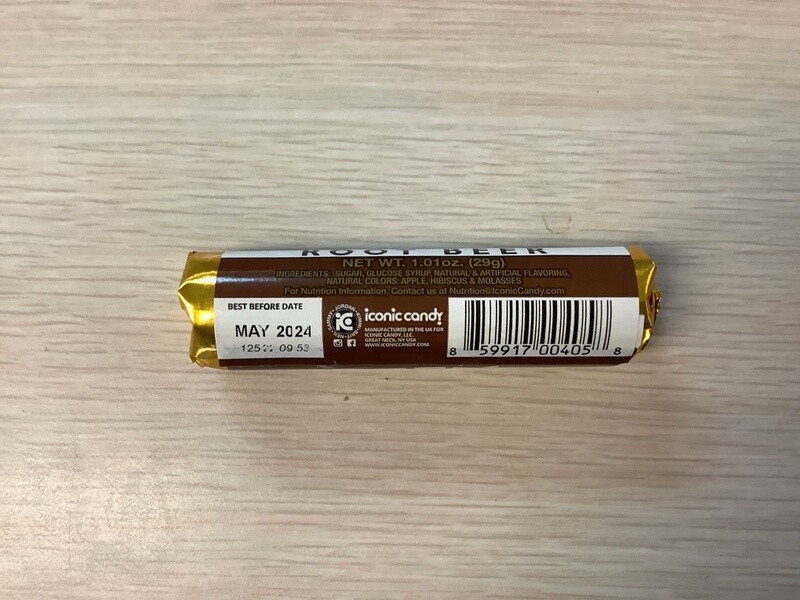 ROOT BEER
NET WT. 1.01oz. (29g)
INGREDIENTS: SUGAR, GLUCOSE SYRUP, NATURAL & ARTIFICIAL FLAVORING,
NATURAL COLORS: APPLE, HIBISCUS & MOLASSES
For Nutrition Information, Contact us at Nutrition@IconicCandy.com
BEST BEFORE DATE
MAY 2024
09:53
iconic candy
MANUFACTURED IN THE UK FOR
ICONIC CANDY, LLC.
GREAT NECK, NY USA
WWW.ICONICCANDY.COM
8 59917 00405 8